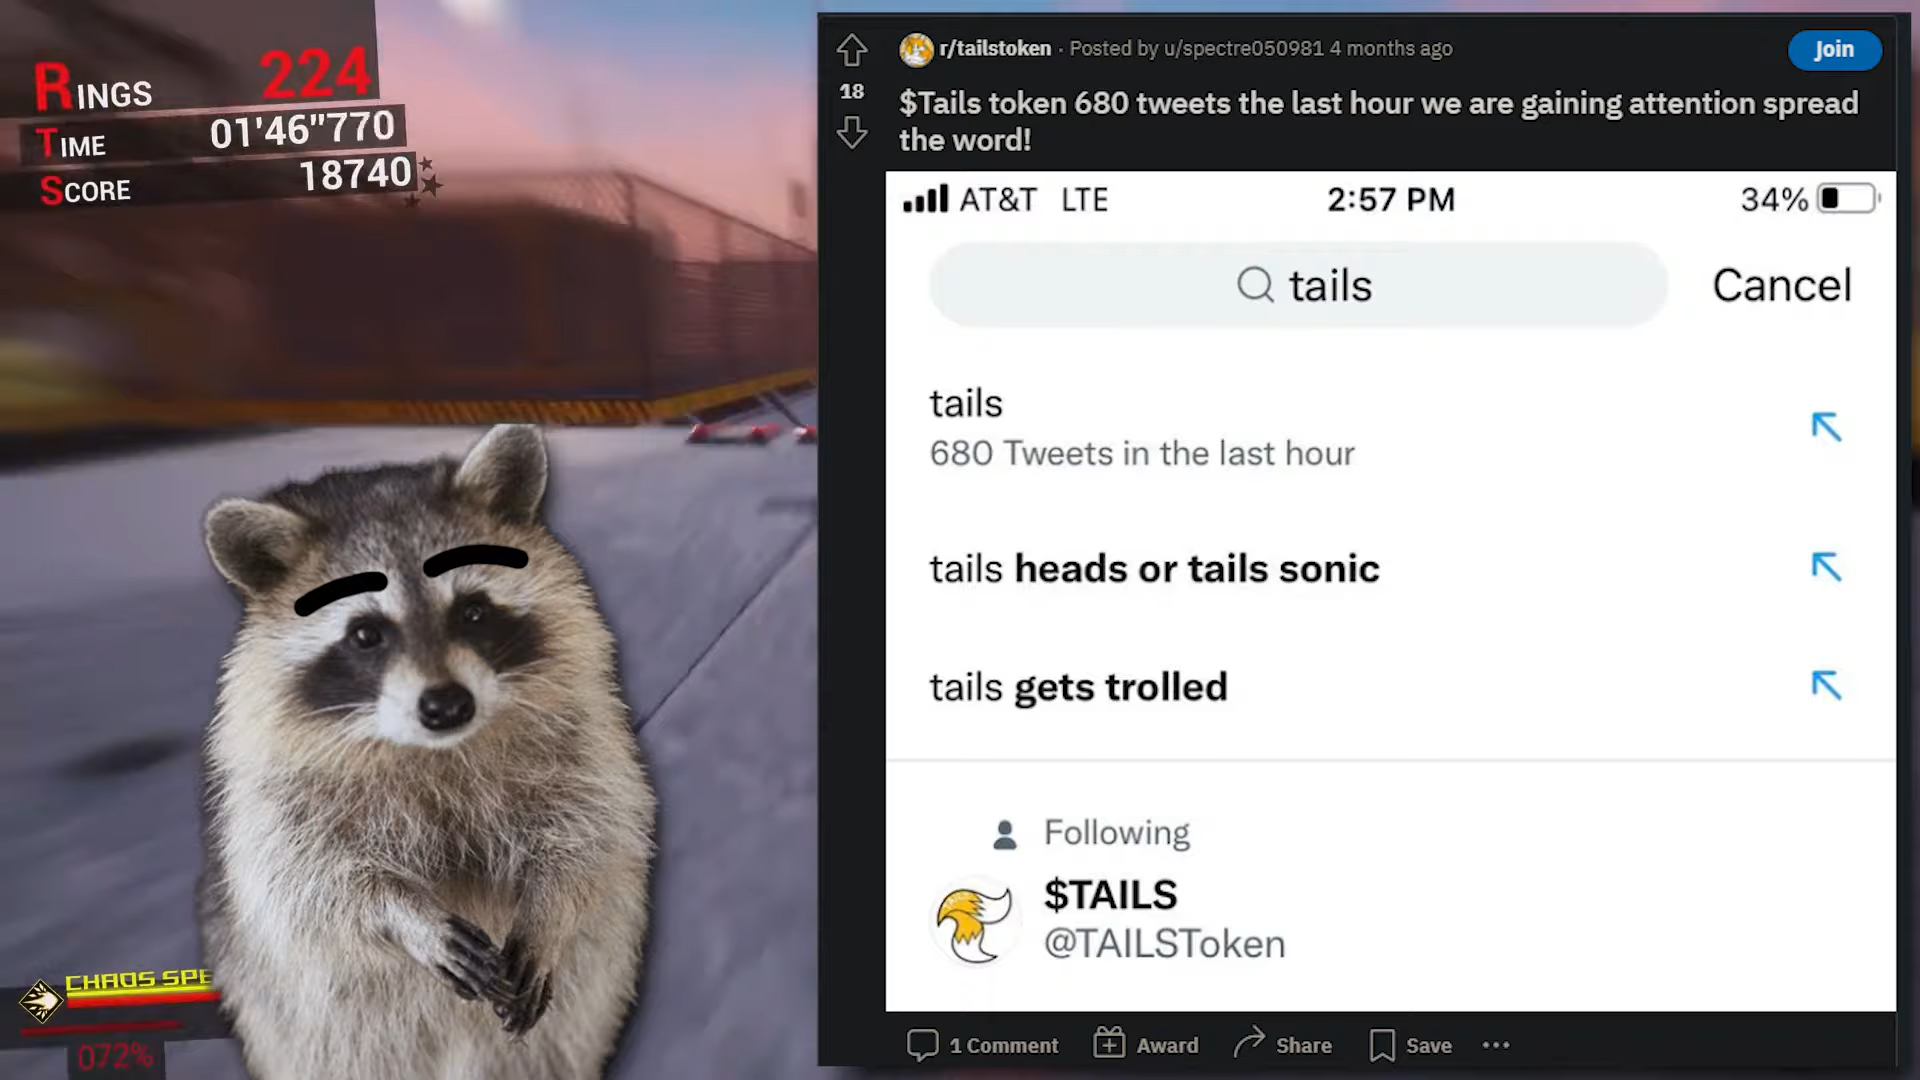 RINGS 224
TIME 01'46"770
SCORE 18740
CHAOS SPE
072%
r/tailstoken · Posted by u/spectre050981 4 months ago
Join
18
$Tails token 680 tweets the last hour we are gaining attention spread
the word!
AT&T LTE 2:57 PM 34%
tails Cancel
tails
680 Tweets in the last hour
tails heads or tails sonic
tails gets trolled
Following
$TAILS
@TAILSToken
1 Comment Award Share Save ...